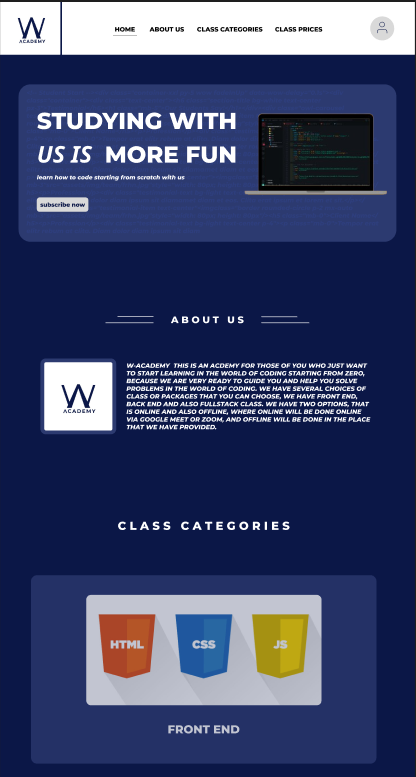 W
ACADEMY
HOME ABOUT US CLASS CATEGORIES CLASS PRICES
STUDYING WITH
US IS MORE FUN
learn how to code starting from scratch with us
subscribe now
ABOUT US
W
ACADEMY
W-ACADEMY THIS IS AN ACDEMY FOR THOSE OF YOU WHO JUST WANT
TO START LEARNING IN THE WORLD OF CODING STARTING FROM ZERO,
BECAUSE WE ARE VERY READY TO GUIDE YOU AND HELP YOU SOLVE
PROBLEMS IN THE WORLD OF CODING. WE HAVE SEVERAL CHOICES OF
CLASS OR PACKAGES THAT YOU CAN CHOOSE, WE HAVE FRONT END,
BACK END AND ALSO FULLSTACK CLASS. WE HAVE TWO OPTIONS, THAT
IS ONLINE AND ALSO OFFLINE, WHERE ONLINE WILL BE DONE ONLINE
VIA GOOGLE MEET OR ZOOM, AND OFFLINE WILL BE DONE IN THE PLACE
THAT WE HAVE PROVIDED.
CLASS CATEGORIES
HTML CSS JS
FRONT END